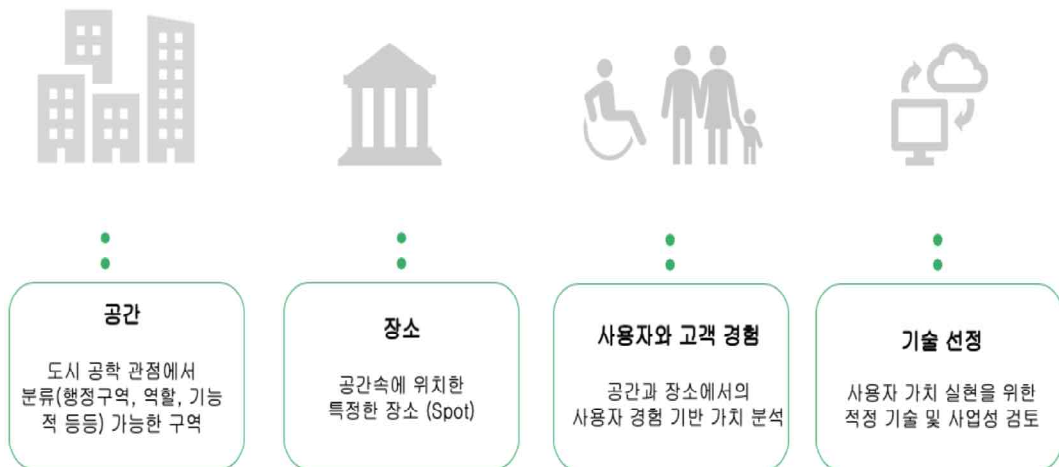 공간
도시 공학 관점에서
분류(행정구역, 역할, 기능
적 등등) 가능한 구역
장소
공간속에 위치한
특정한 장소 (Spot)
사용자와 고객 경험
공간과 장소에서의
사용자 경험 기반 가치 분석
기술 선정
사용자 가치 실현을 위한
적정 기술 및 사업성 검토